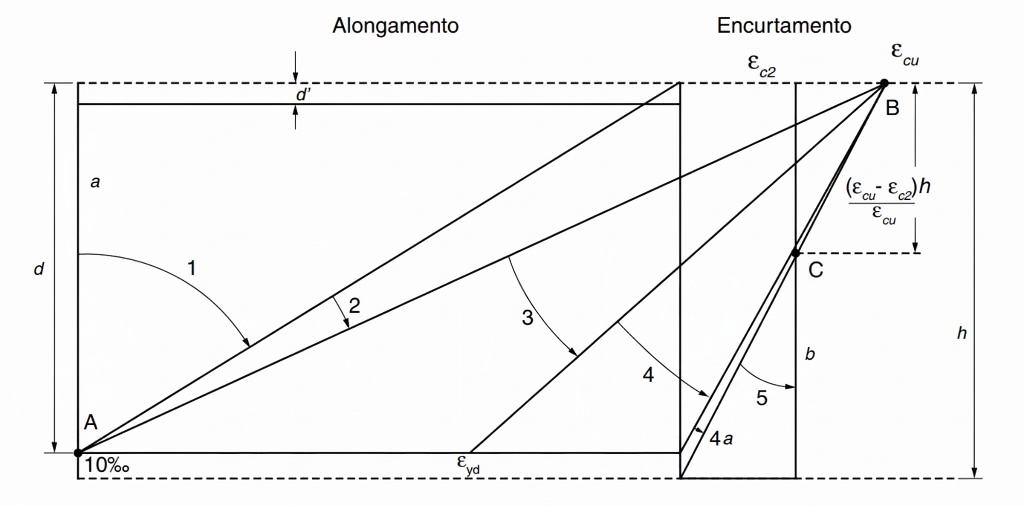 Alongamento
Encurtamento
ε_cu
ε_c2
d'
B
a
(ε_cu - ε_c2)h
ε_cu
1
d
C
2
3
h
4
b
5
A
4a
10‰
ε_yd